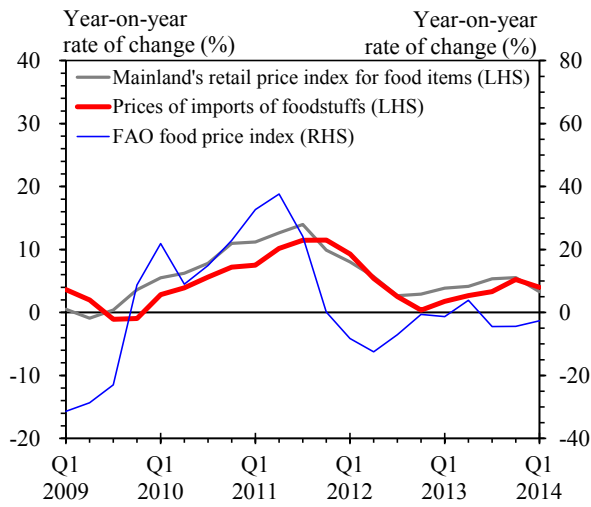 Year-on-year
rate of change (%)
Year-on-year
rate of change (%)
Mainland's retail price index for food items (LHS)
Prices of imports of foodstuffs (LHS)
FAO food price index (RHS)
40
30
20
10
0
-10
-20
80
60
40
20
0
-20
-40
Q1 Q1 Q1 Q1 Q1 Q1
2009 2010 2011 2012 2013 2014